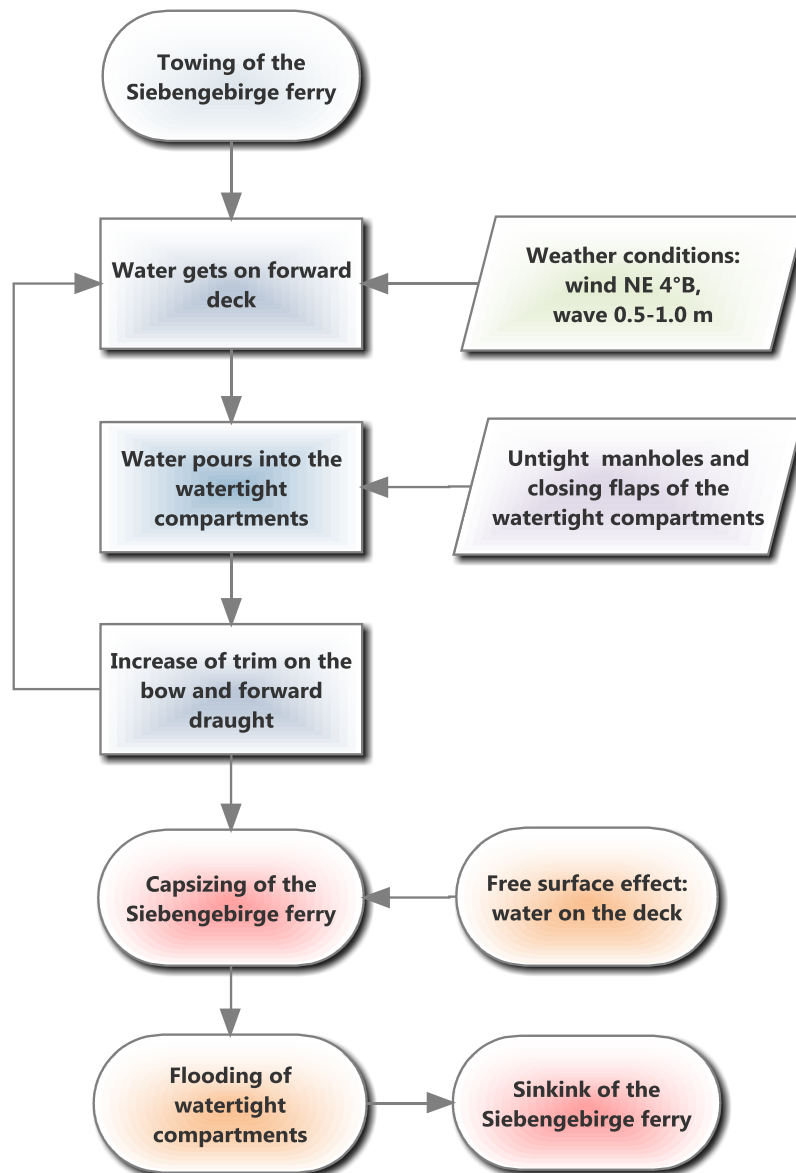 Towing of the
Siebengebirge ferry
Water gets on forward
deck
Weather conditions:
wind NE 4°B,
wave 0.5-1.0 m
Water pours into the
watertight
compartments
Untight manholes and
closing flaps of the
watertight compartments
Increase of trim on the
bow and forward
draught
Capsizing of the
Siebengebirge ferry
Free surface effect:
water on the deck
Flooding of
watertight
compartments
Sinkink of the
Siebengebirge ferry